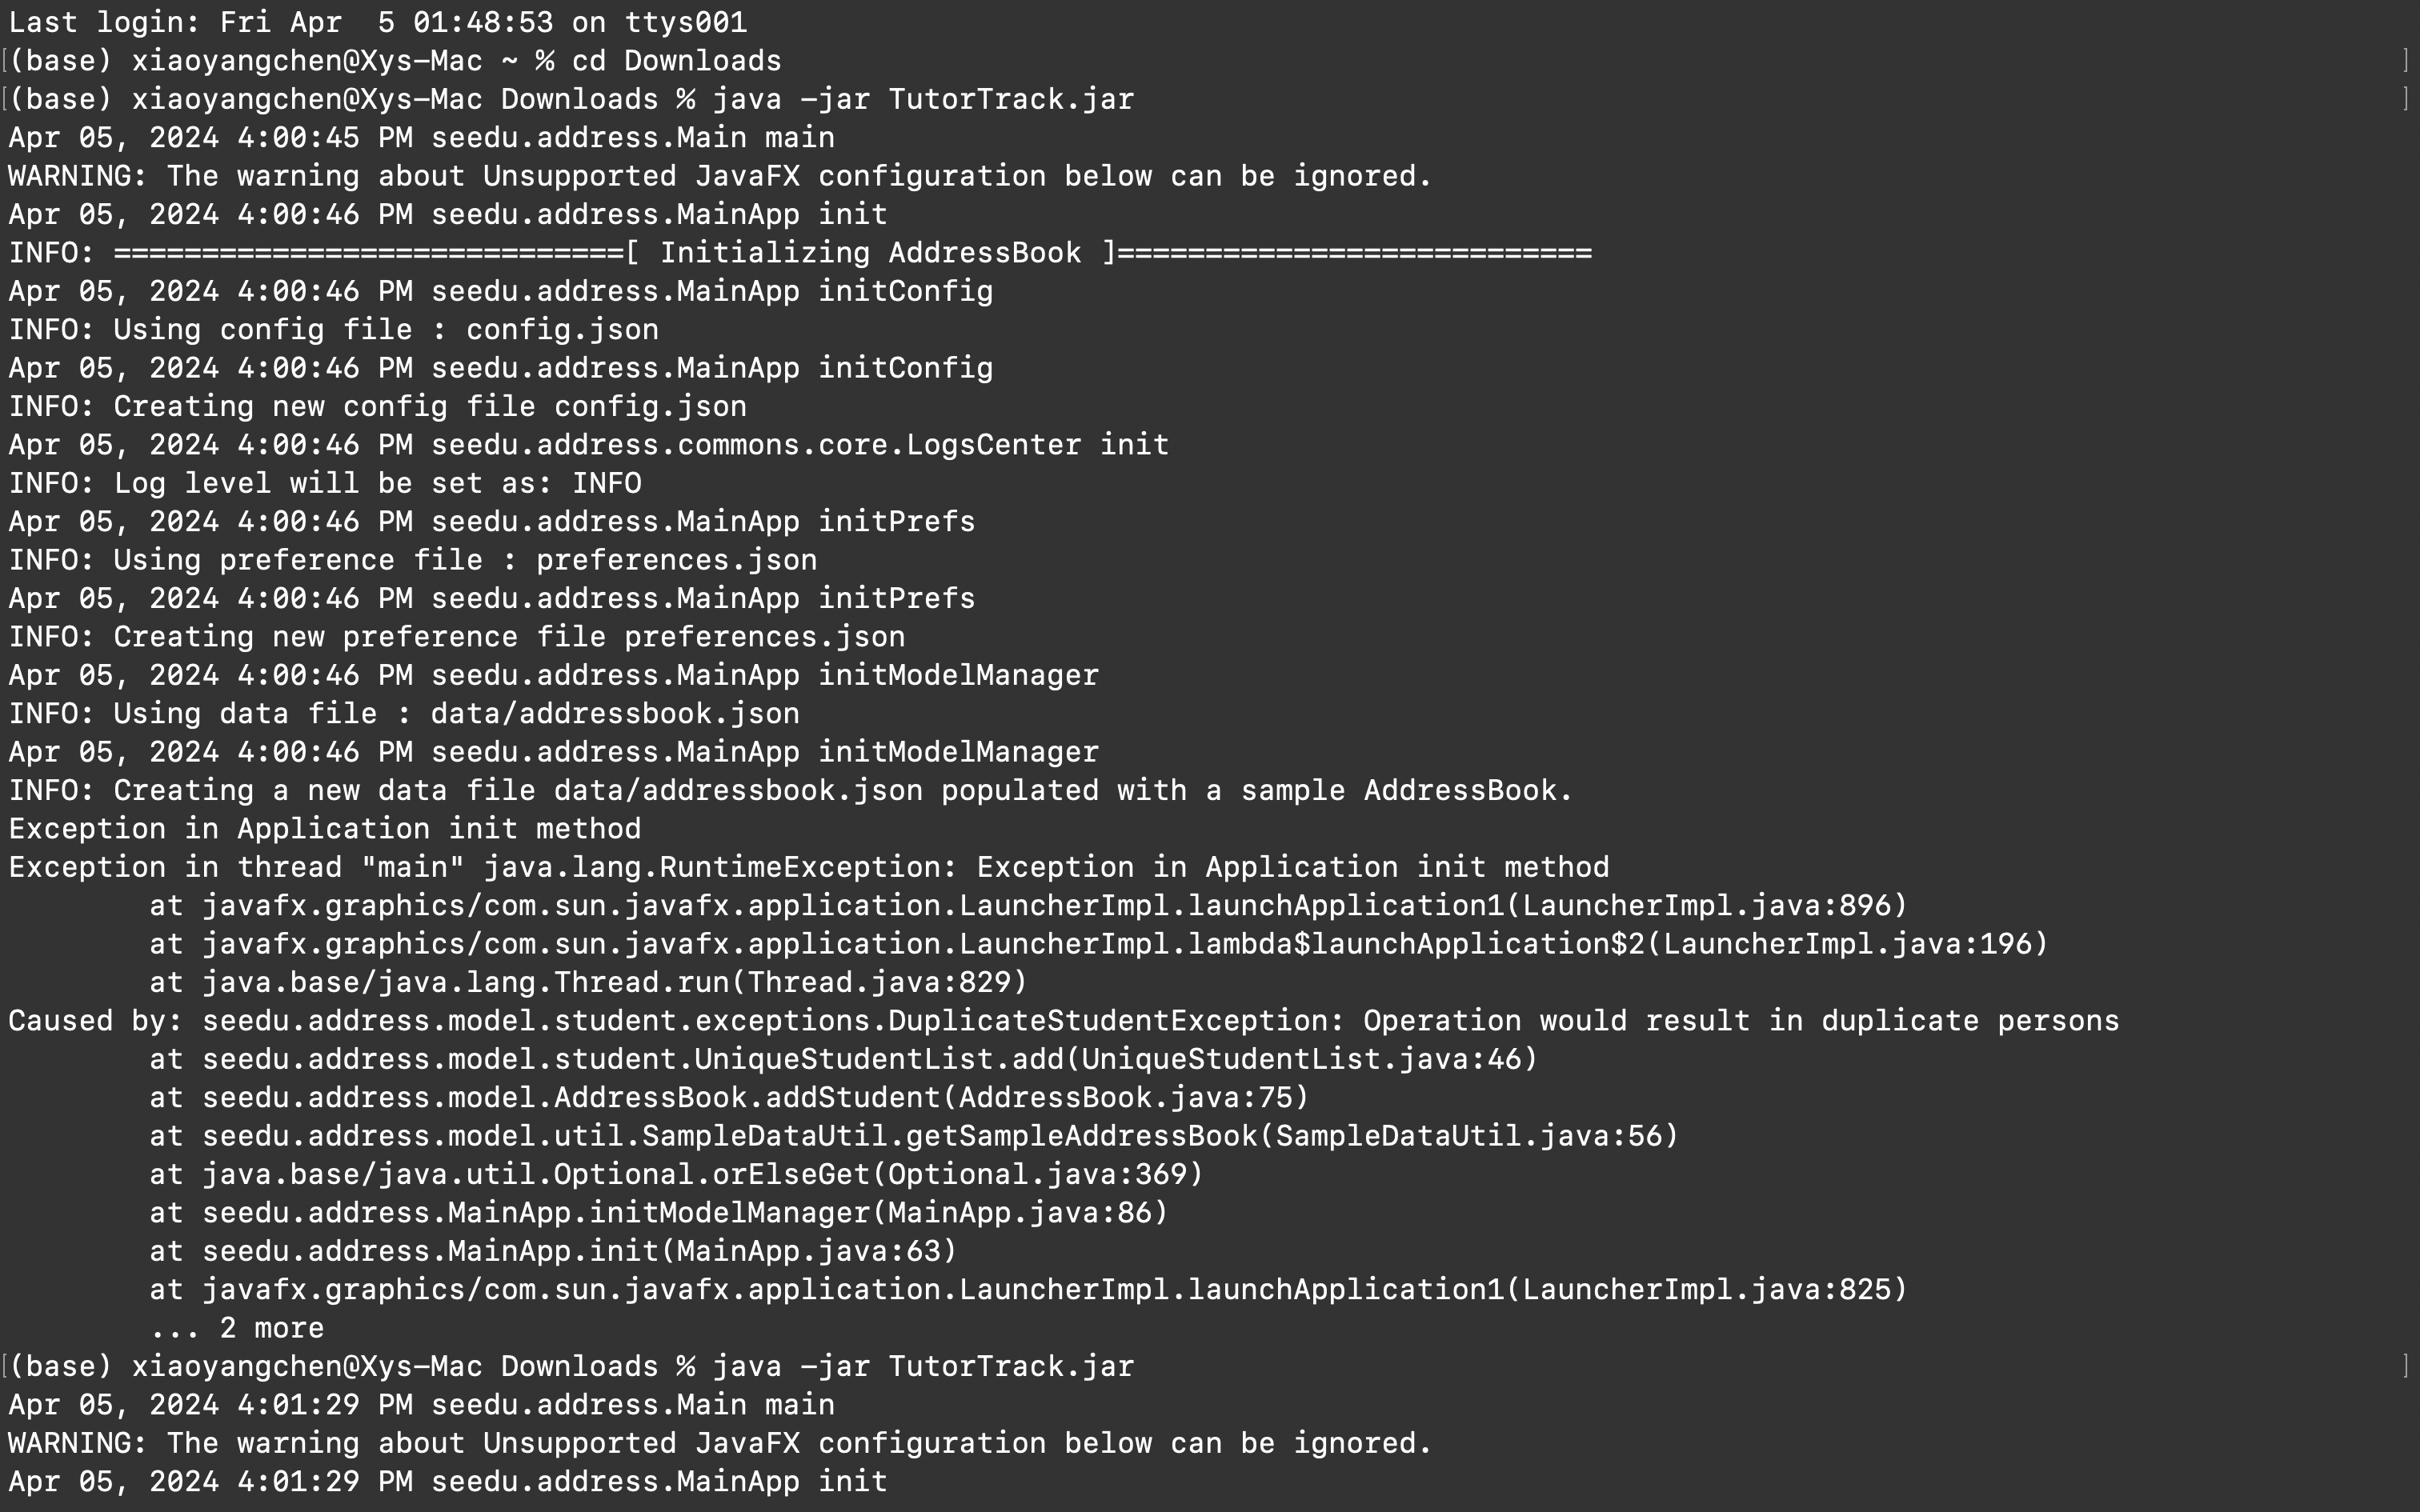 Last login: Fri Apr  5 01:48:53 on ttys001
[(base) xiaoyangchen@Xys-Mac ~ % cd Downloads ]
[(base) xiaoyangchen@Xys-Mac Downloads % java -jar TutorTrack.jar ]
Apr 05, 2024 4:00:45 PM seedu.address.Main main
WARNING: The warning about Unsupported JavaFX configuration below can be ignored.
Apr 05, 2024 4:00:46 PM seedu.address.MainApp init
INFO: =============================[ Initializing AddressBook ]===========================
Apr 05, 2024 4:00:46 PM seedu.address.MainApp initConfig
INFO: Using config file : config.json
Apr 05, 2024 4:00:46 PM seedu.address.MainApp initConfig
INFO: Creating new config file config.json
Apr 05, 2024 4:00:46 PM seedu.address.commons.core.LogsCenter init
INFO: Log level will be set as: INFO
Apr 05, 2024 4:00:46 PM seedu.address.MainApp initPrefs
INFO: Using preference file : preferences.json
Apr 05, 2024 4:00:46 PM seedu.address.MainApp initPrefs
INFO: Creating new preference file preferences.json
Apr 05, 2024 4:00:46 PM seedu.address.MainApp initModelManager
INFO: Using data file : data/addressbook.json
Apr 05, 2024 4:00:46 PM seedu.address.MainApp initModelManager
INFO: Creating a new data file data/addressbook.json populated with a sample AddressBook.
Exception in Application init method
Exception in thread "main" java.lang.RuntimeException: Exception in Application init method
        at javafx.graphics/com.sun.javafx.application.LauncherImpl.launchApplication1(LauncherImpl.java:896)
        at javafx.graphics/com.sun.javafx.application.LauncherImpl.lambda$launchApplication$2(LauncherImpl.java:196)
        at java.base/java.lang.Thread.run(Thread.java:829)
Caused by: seedu.address.model.student.exceptions.DuplicateStudentException: Operation would result in duplicate persons
        at seedu.address.model.student.UniqueStudentList.add(UniqueStudentList.java:46)
        at seedu.address.model.AddressBook.addStudent(AddressBook.java:75)
        at seedu.address.model.util.SampleDataUtil.getSampleAddressBook(SampleDataUtil.java:56)
        at java.base/java.util.Optional.orElseGet(Optional.java:369)
        at seedu.address.MainApp.initModelManager(MainApp.java:86)
        at seedu.address.MainApp.init(MainApp.java:63)
        at javafx.graphics/com.sun.javafx.application.LauncherImpl.launchApplication1(LauncherImpl.java:825)
        ... 2 more
[(base) xiaoyangchen@Xys-Mac Downloads % java -jar TutorTrack.jar ]
Apr 05, 2024 4:01:29 PM seedu.address.Main main
WARNING: The warning about Unsupported JavaFX configuration below can be ignored.
Apr 05, 2024 4:01:29 PM seedu.address.MainApp init